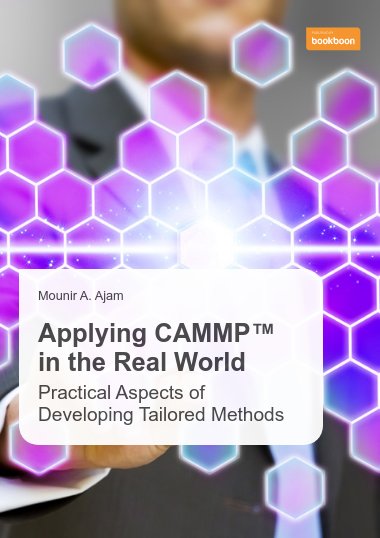 bookboon
Mounir A. Ajam
Applying CAMMP™
in the Real World
Practical Aspects of
Developing Tailored Methods